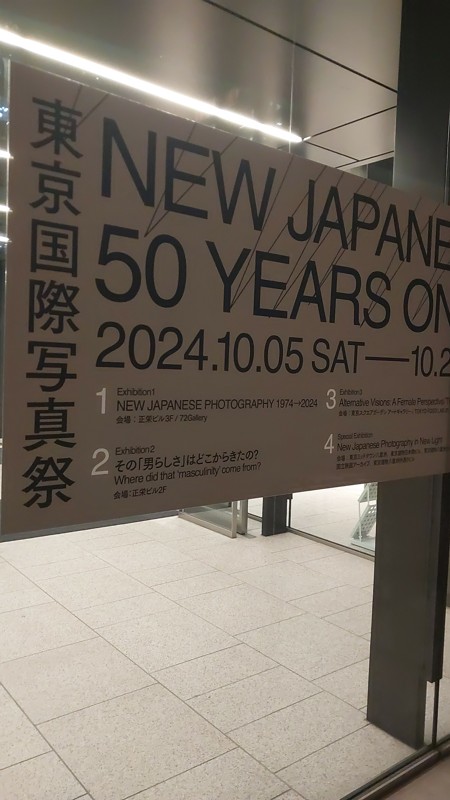 東京国際写真祭
NEW JAPANE
50 YEARS ON
2024.10.05 SAT — 10.2
1 Exhibition1
NEW JAPANESE PHOTOGRAPHY 1974→2024
会場：正栄ビル3F / 72Gallery
2 Exhibition2
その「男らしさ」はどこからきたの?
Where did that 'masculinity' come from?
会場：正栄ビル2F
3 Exhibition3
Alternative Visions: A Female Perspective
4 Special Exhibition
New Japanese Photography in New Light